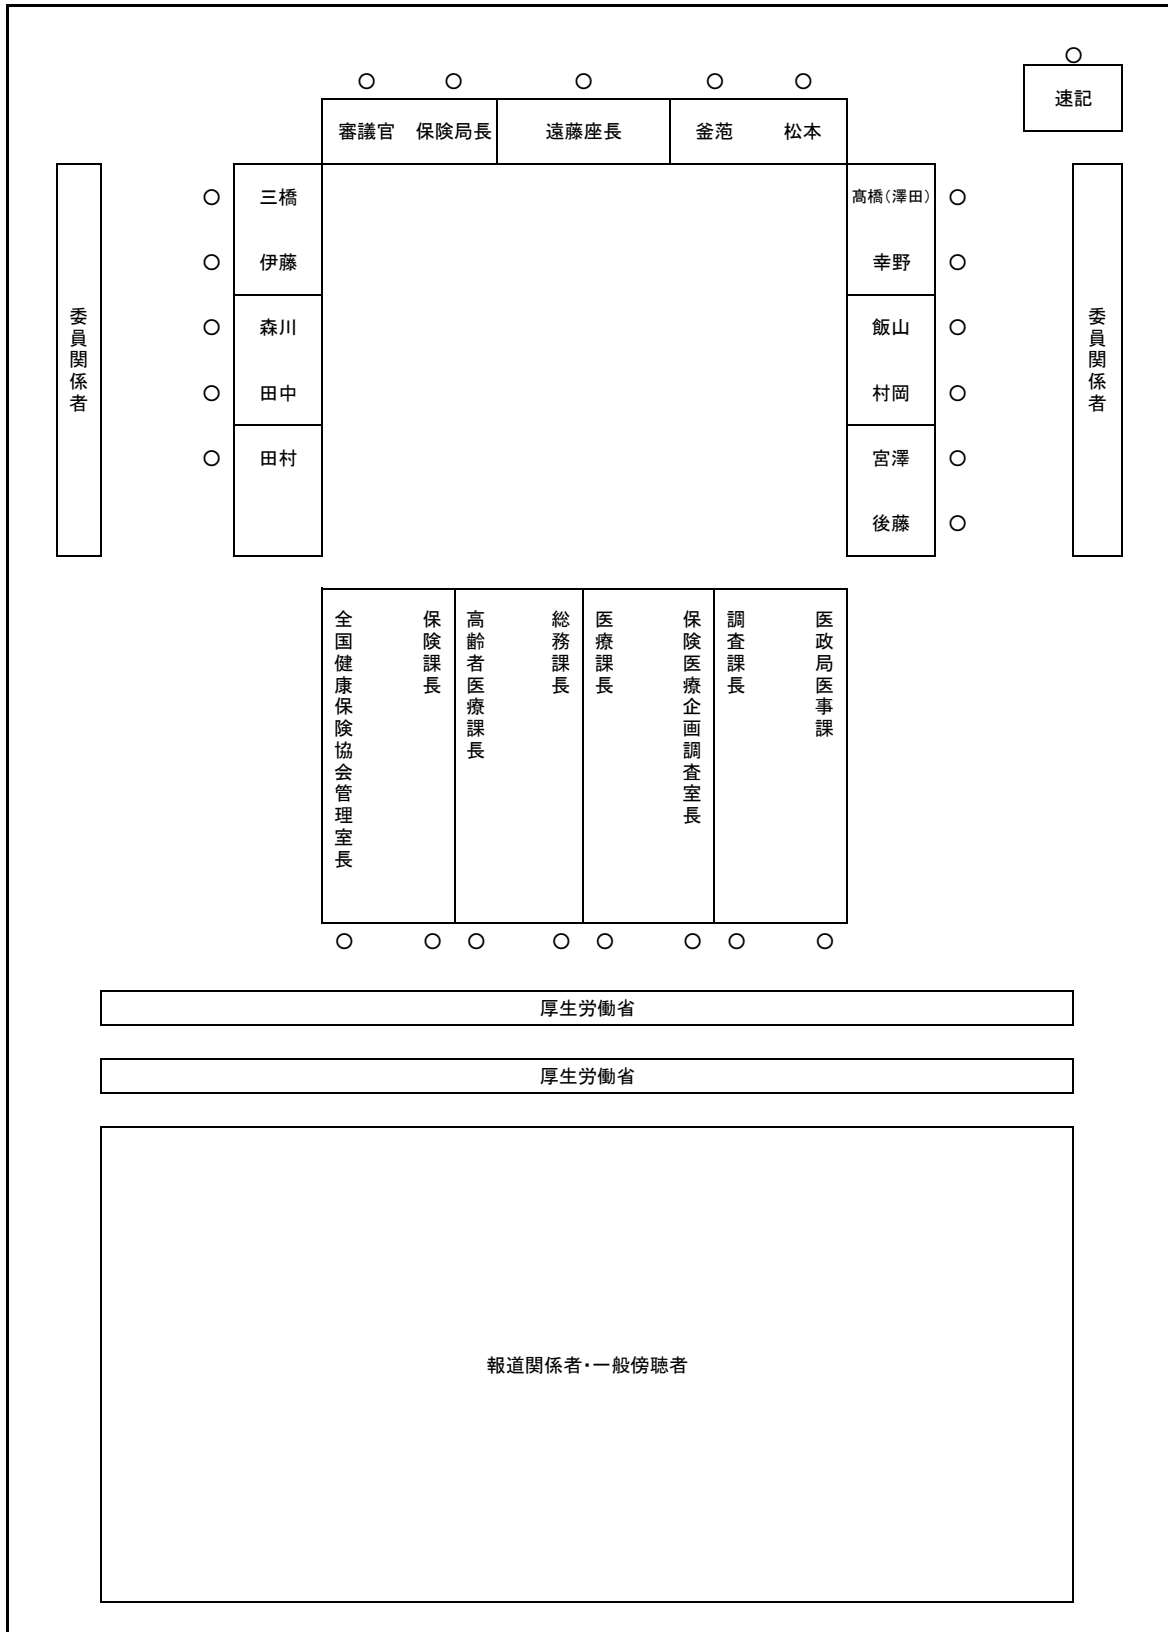 速記
審議官 保険局長 遠藤座長 釜萢 松本
三橋
伊藤
森川
田中
田村
髙橋(澤田)
幸野
飯山
村岡
宮澤
後藤
委員関係者
委員関係者
全国健康保険協会管理室長
保険課長
高齢者医療課長
総務課長
医療課長
保険医療企画調査室長
調査課長
医政局医事課
厚生労働省
厚生労働省
報道関係者・一般傍聴者